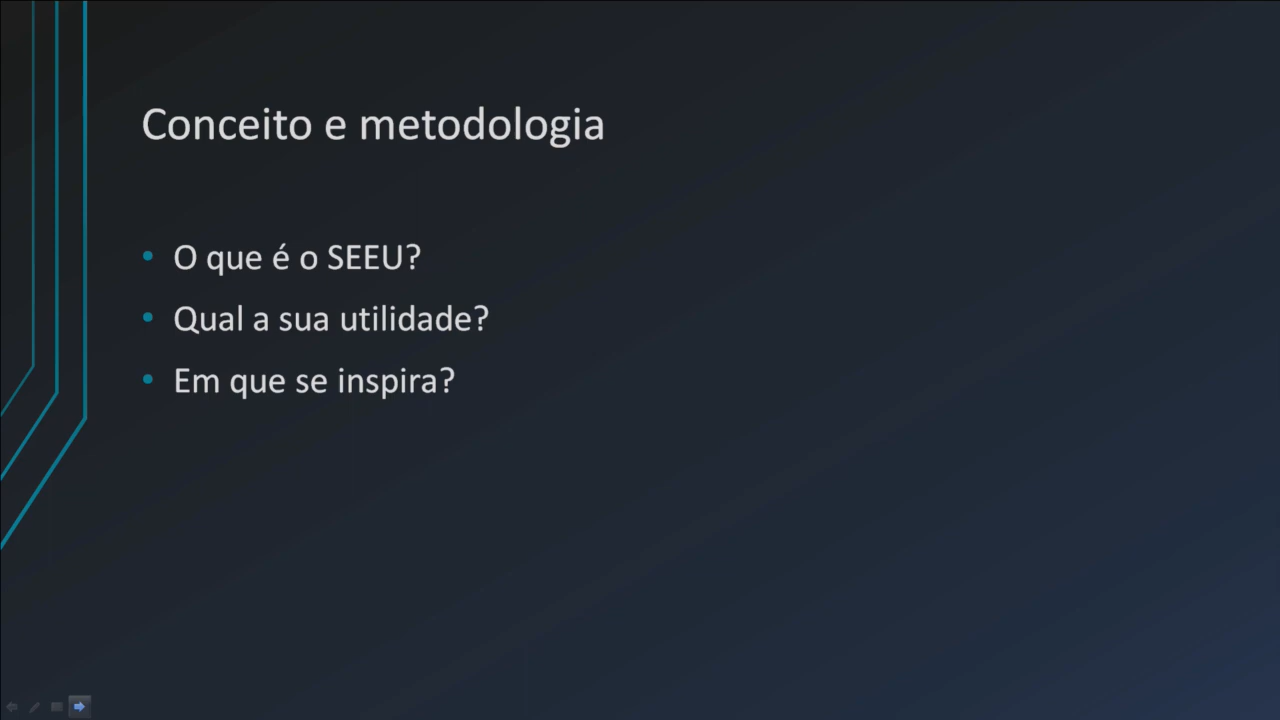 Conceito e metodologia
• O que é o SEEU?
• Qual a sua utilidade?
• Em que se inspira?